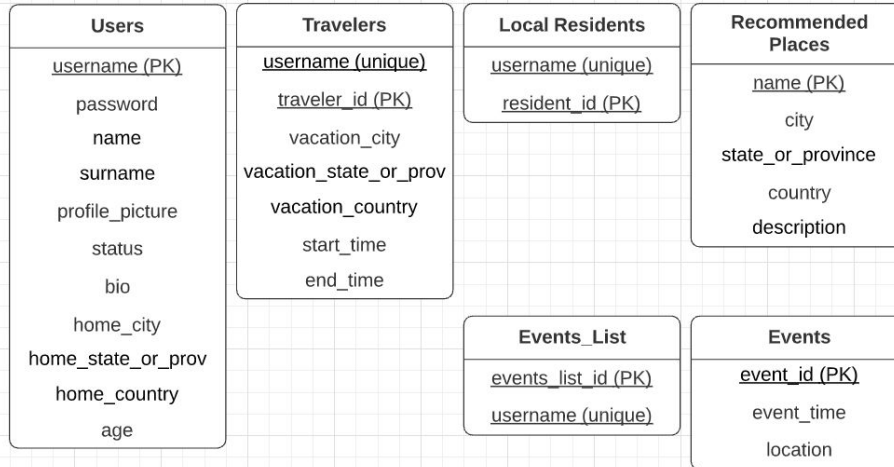 Users
username (PK)
password
name
surname
profile_picture
status
bio
home_city
home_state_or_prov
home_country
age
Travelers
username (unique)
traveler_id (PK)
vacation_city
vacation_state_or_prov
vacation_country
start_time
end_time
Local Residents
username (unique)
resident_id (PK)
Recommended
Places
name (PK)
city
state_or_province
country
description
Events_List
events_list_id (PK)
username (unique)
Events
event_id (PK)
event_time
location